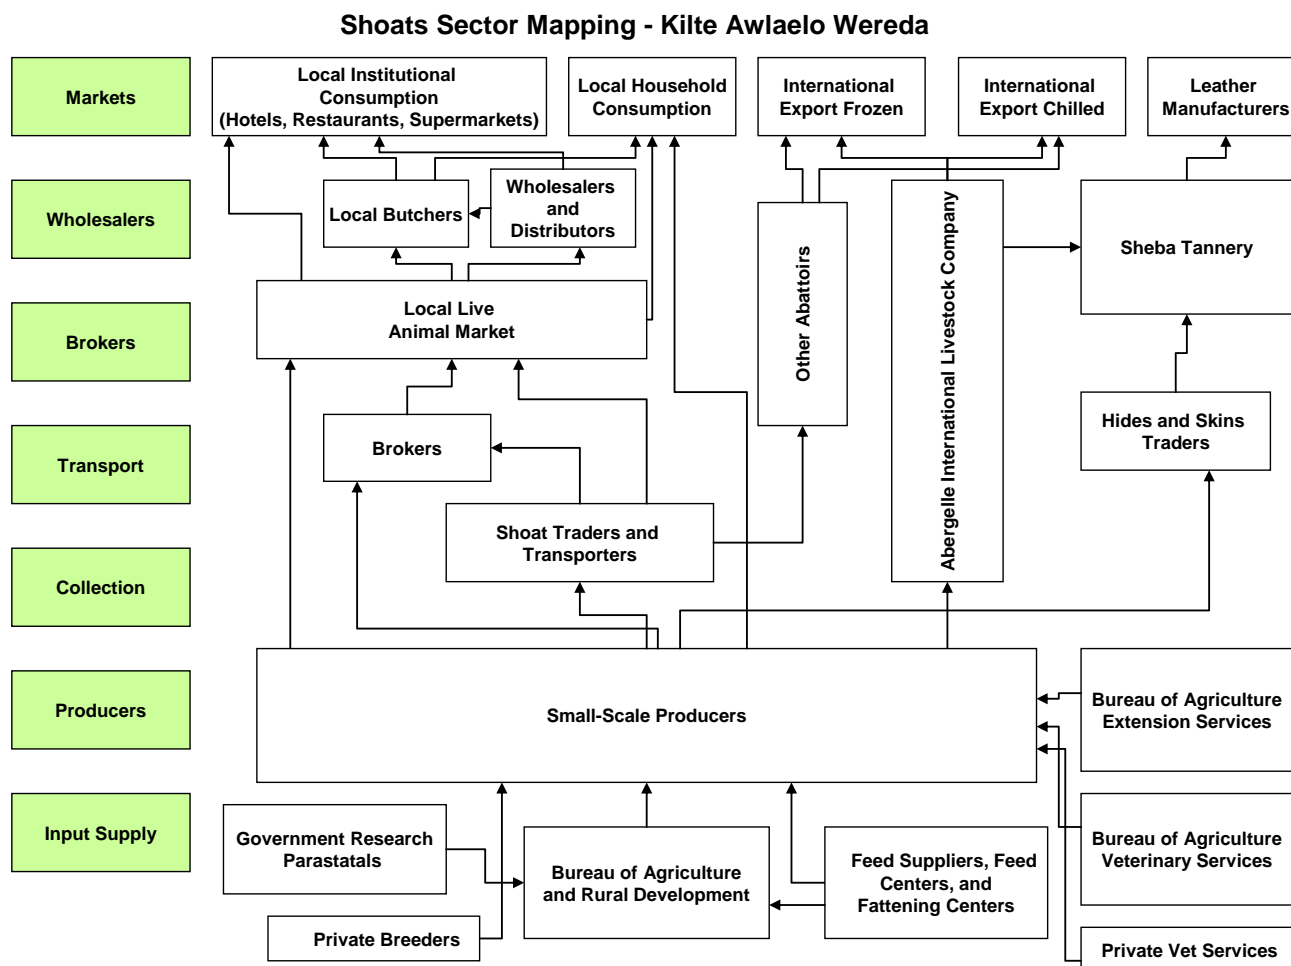 Shoats Sector Mapping - Kilte Awlaelo Wereda
Markets
Local Institutional
Consumption
(Hotels, Restaurants, Supermarkets)
Local Household
Consumption
International
Export Frozen
International
Export Chilled
Leather
Manufacturers
Wholesalers
Local Butchers
Wholesalers
and
Distributors
Other Abattoirs
Abergelle International Livestock Company
Sheba Tannery
Brokers
Local Live
Animal Market
Transport
Brokers
Hides and Skins
Traders
Shoat Traders and
Transporters
Collection
Producers
Small-Scale Producers
Bureau of Agriculture
Extension Services
Input Supply
Government Research
Parastatals
Bureau of Agriculture
and Rural Development
Feed Suppliers, Feed
Centers, and
Fattening Centers
Bureau of Agriculture
Veterinary Services
Private Breeders
Private Vet Services